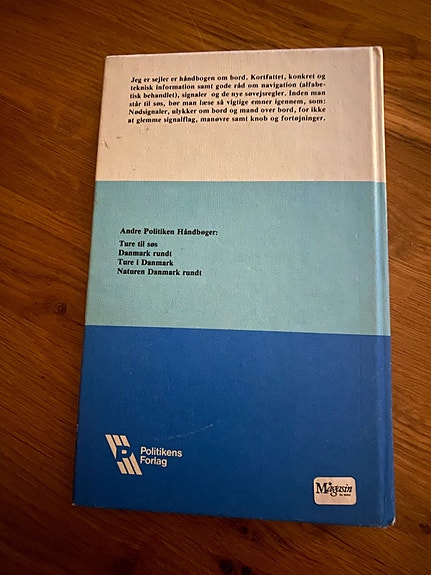 Jeg er sejler er håndbogen om bord. Kortfattet, konkret og
teknisk information samt gode råd om navigation (alfabe-
tisk behandlet), signaler og de nye søvejsregler. Inden man
står til søs, bør man læse så vigtige emner igennem, som:
Nødsignaler, ulykker om bord og mand over bord, for ikke
at glemme signalflag, manøvre samt knob og fortøjninger.
Andre Politiken Håndbøger:
Ture til søs
Danmark rundt
Ture i Danmark
Naturen Danmark rundt
P
Politikens
Forlag
Magasin